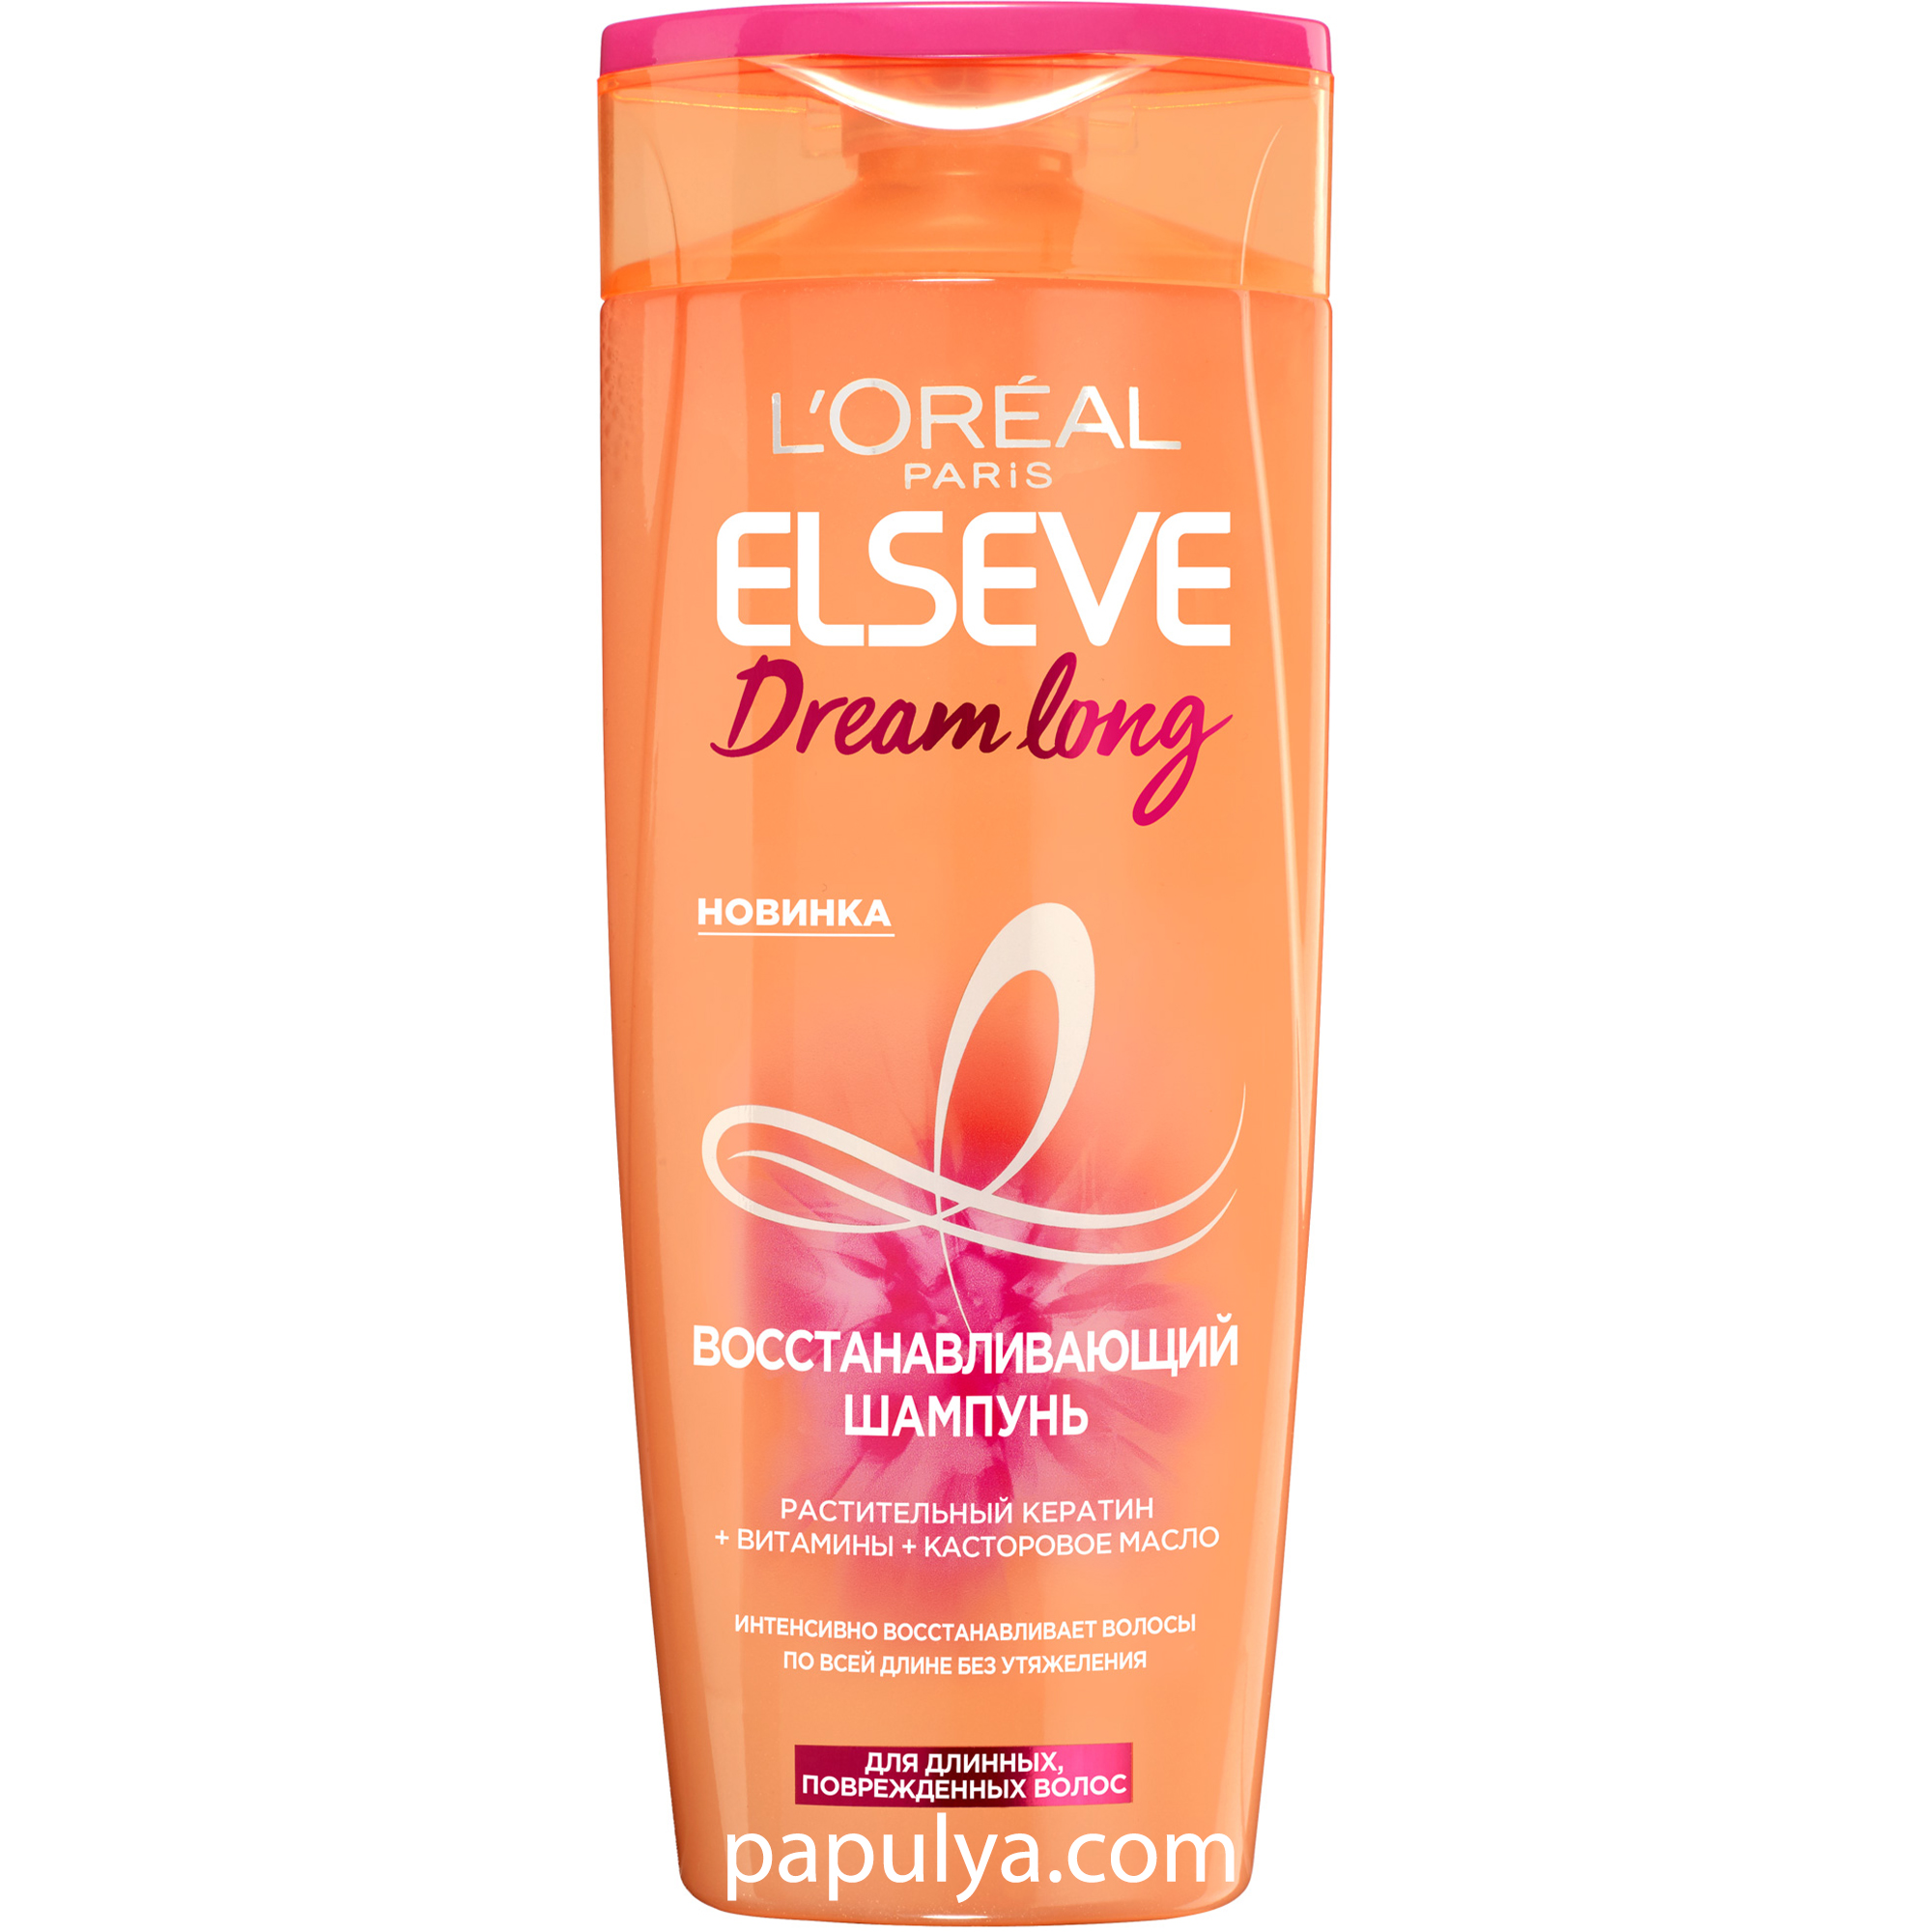 L'ORÉAL
PARiS
ELSEVE
Dream long
НОВИНКА
ВОССТАНАВЛИВАЮЩИЙ
ШАМПУНЬ
РАСТИТЕЛЬНЫЙ КЕРАТИН
+ ВИТАМИНЫ + КАСТОРОВОЕ МАСЛО
ИНТЕНСИВНО ВОССТАНАВЛИВАЕТ ВОЛОСЫ
ПО ВСЕЙ ДЛИНЕ БЕЗ УТЯЖЕЛЕНИЯ
ДЛЯ ДЛИННЫХ,
ПОВРЕЖДЕННЫХ ВОЛОС
papulya.com